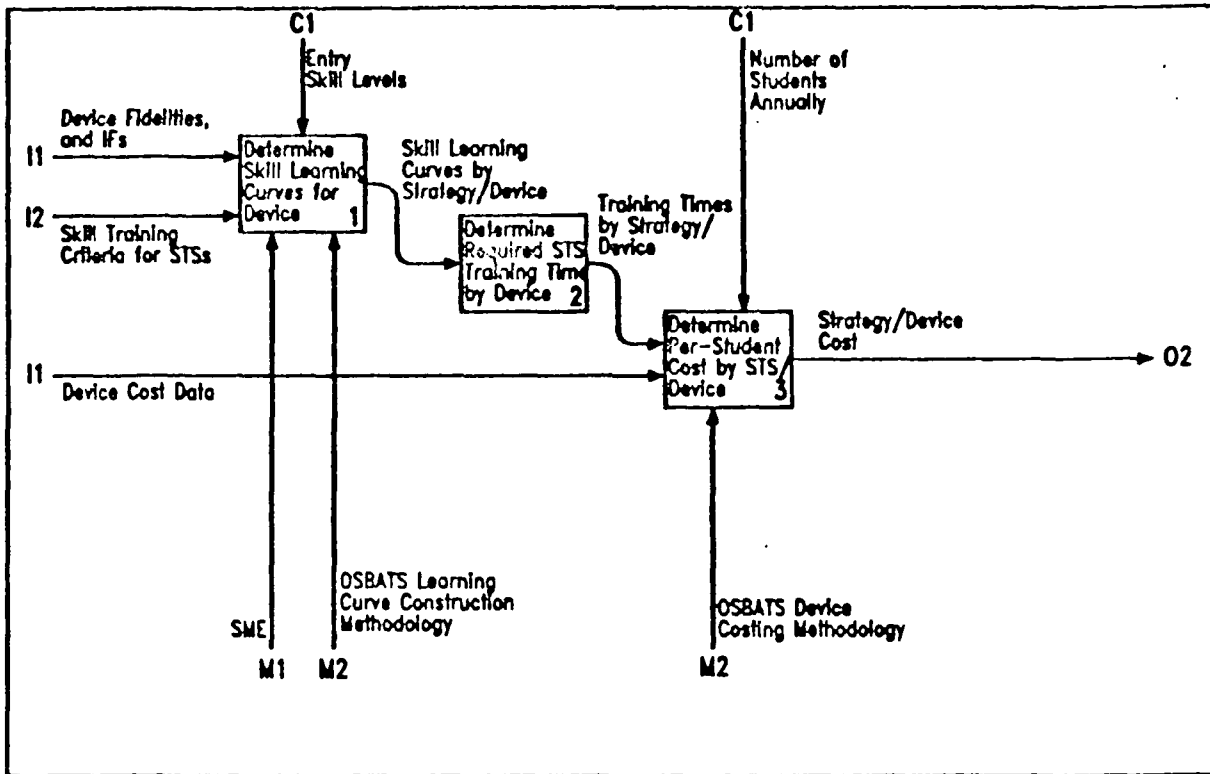 C1
C1
Entry
Skill Levels
Number of
Students
Annually
Device Fidelities,
and IFs
I1
Determine
Skill Learning
Curves for
Device
1
Skill Learning
Curves by
Strategy/Device
I2
Skill Training
Criteria for STSs
Determine
Required STS
Training Time
by Device
2
Training Times
by Strategy/
Device
Determine
Per-Student
Cost by STS/
Device
3
Strategy/Device
Cost
O2
I1
Device Cost Data
OSBATS Learning
Curve Construction
Methodology
SME
M1
M2
OSBATS Device
Costing Methodology
M2